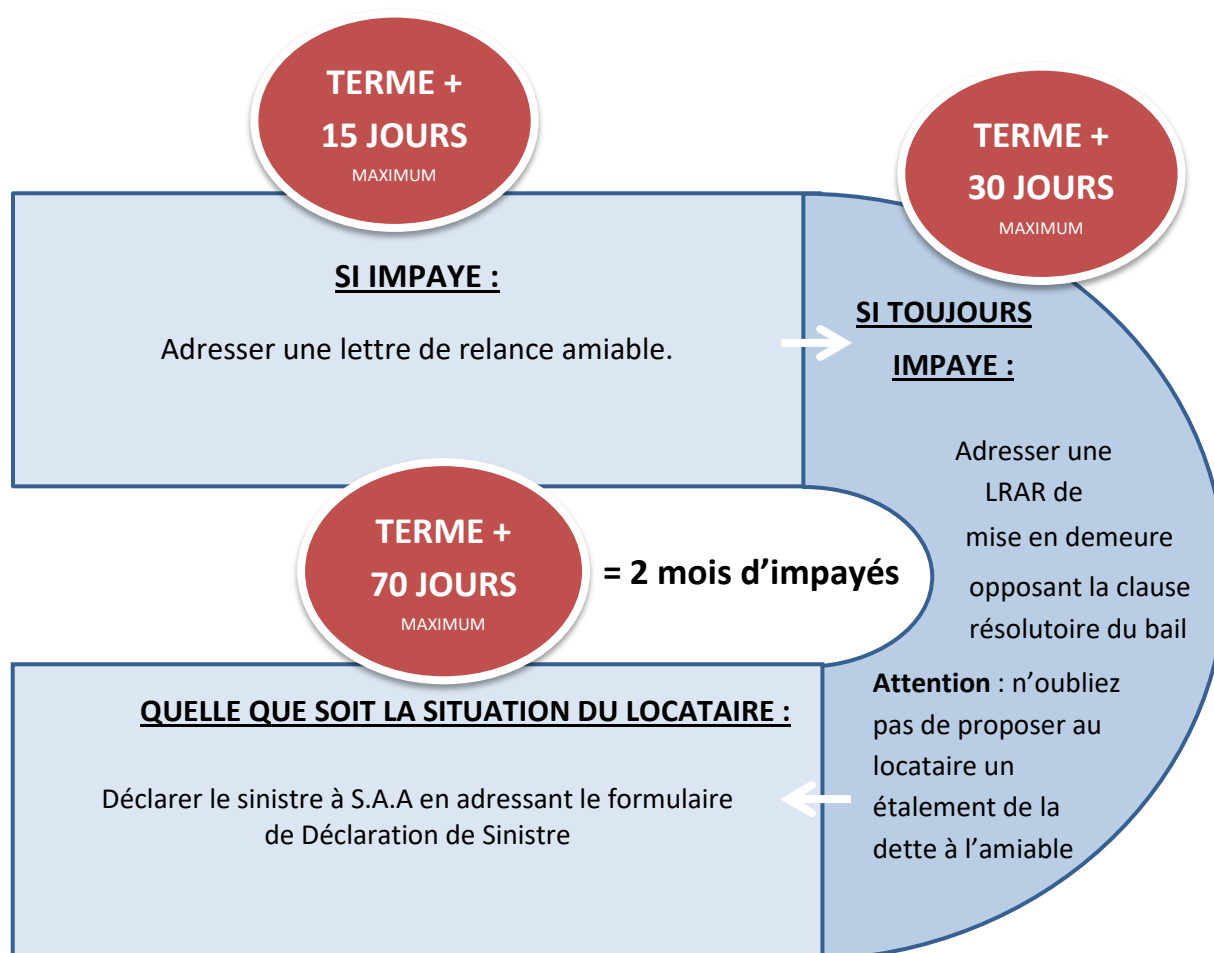 TERME +
15 JOURS
MAXIMUM
SI IMPAYE :
Adresser une lettre de relance amiable.
TERME +
30 JOURS
MAXIMUM
SI TOUJOURS
IMPAYE :
Adresser une
LRAR de
mise en demeure
opposant la clause
résolutoire du bail
Attention : n’oubliez
pas de proposer au
locataire un
étalement de la
dette à l’amiable
TERME +
70 JOURS
MAXIMUM
= 2 mois d’impayés
QUELLE QUE SOIT LA SITUATION DU LOCATAIRE :
Déclarer le sinistre à S.A.A en adressant le formulaire
de Déclaration de Sinistre